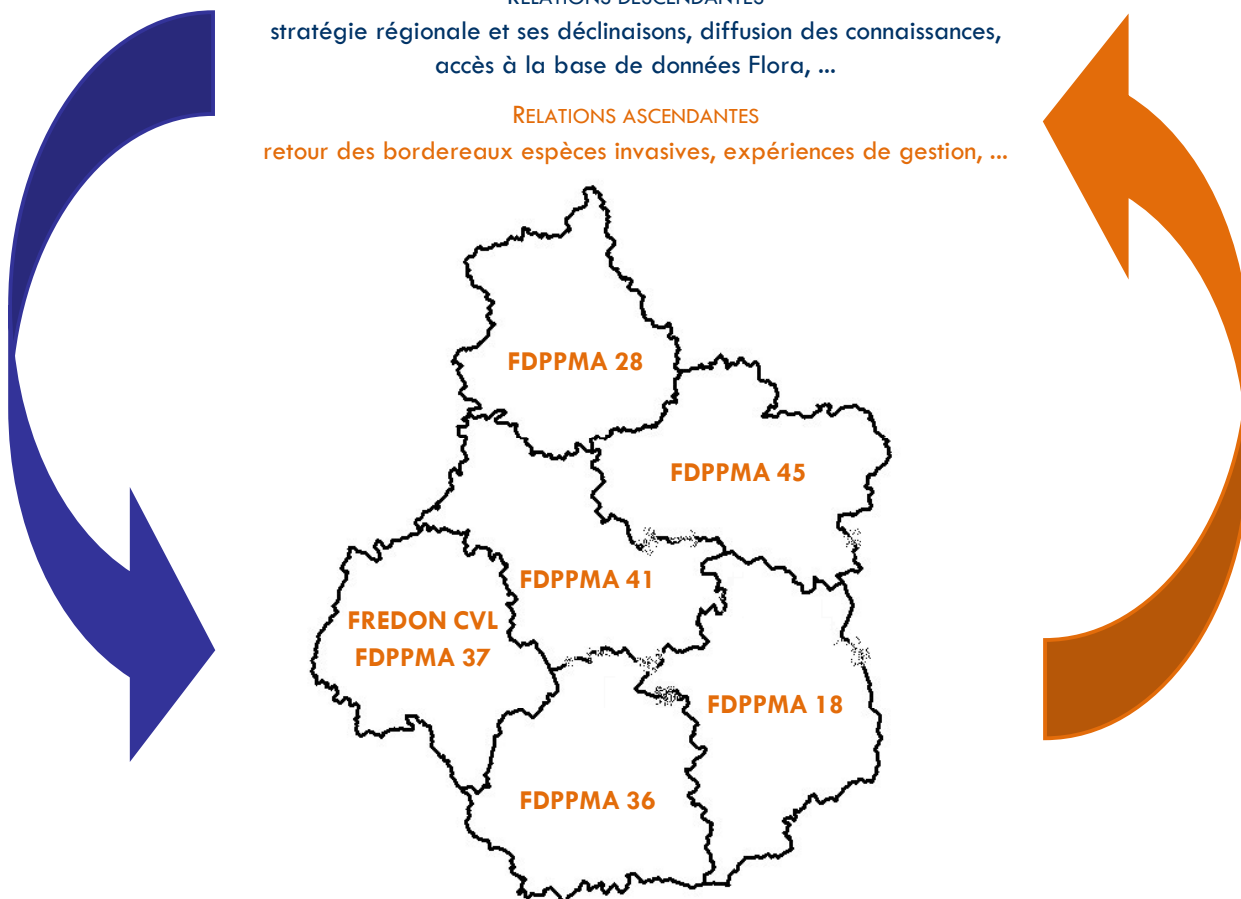 RELATIONS DESCENDANTES
stratégie régionale et ses déclinaisons, diffusion des connaissances,
accès à la base de données Flora, ...
RELATIONS ASCENDANTES
retour des bordereaux espèces invasives, expériences de gestion, ...
FDPPMA 28
FDPPMA 45
FDPPMA 41
FREDON CVL
FDPPMA 37
FDPPMA 18
FDPPMA 36